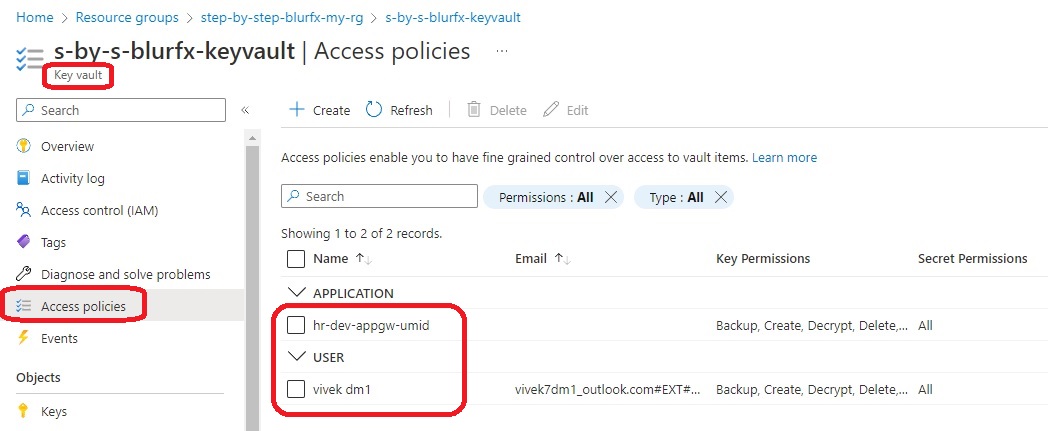 Home > Resource groups > step-by-step-blurfx-my-rg > s-by-s-blurfx-keyvault
s-by-s-blurfx-keyvault | Access policies ...
Key vault
Search «
Overview
Activity log
Access control (IAM)
Tags
Diagnose and solve problems
Access policies
Events
Objects
Keys
Create Refresh Delete Edit
Access policies enable you to have fine grained control over access to vault items. Learn more
Search Permissions : All Type : All
Showing 1 to 2 of 2 records.
Name Email Key Permissions Secret Permissions
APPLICATION
hr-dev-appgw-umid Backup, Create, Decrypt, Delete,... All
USER
vivek dm1 vivek7dm1_outlook.com#EXT#... Backup, Create, Decrypt, Delete,... All